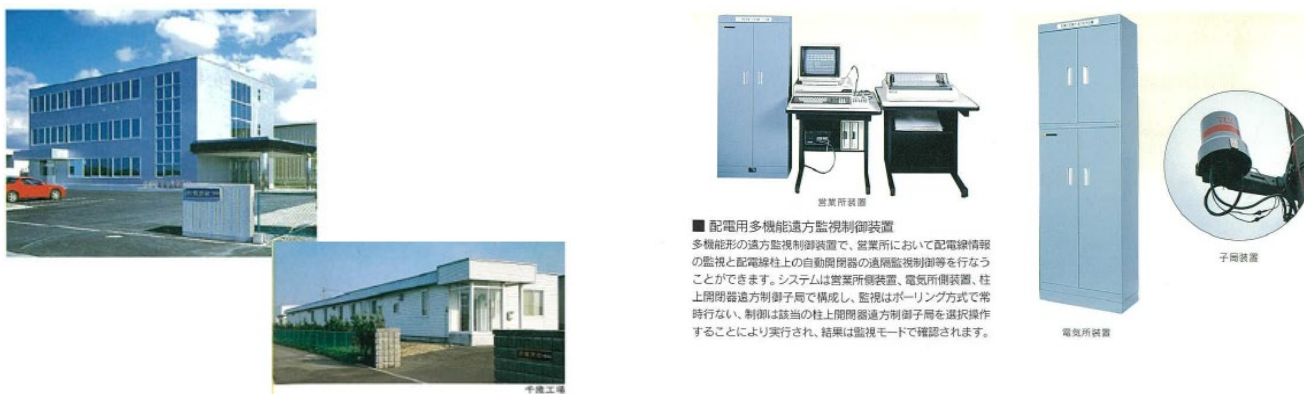 千歳工場
営業所装置
■ 配電用多機能遠方監視制御装置
多機能形の遠方監視制御装置で、営業所において配電線情報
の監視と配電線柱上の自動開閉器の遠隔監視制御等を行なう
ことができます。システムは営業所側装置、電気所側装置、柱
上開閉器遠方制御子局で構成し、監視はポーリング方式で常
時行ない、制御は該当の柱上開閉器遠方制御子局を選択操作
することにより実行され、結果は監視モードで確認されます。
電気所装置
子局装置